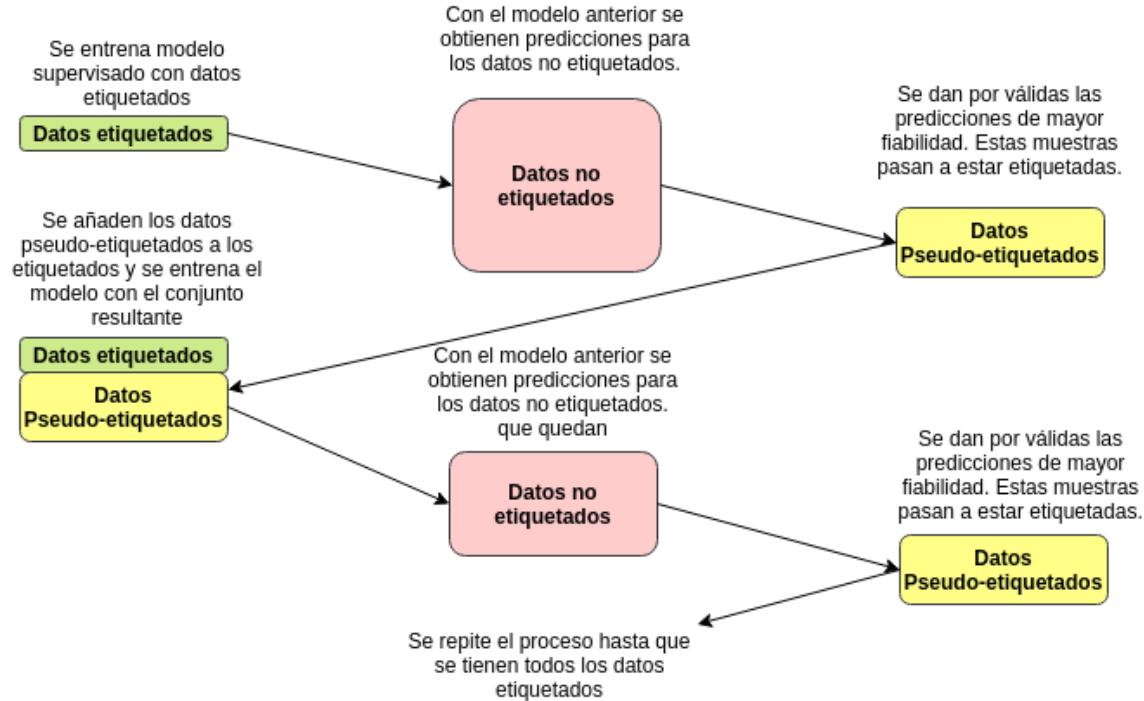 Se entrena modelo
supervisado con datos
etiquetados
Datos etiquetados
Con el modelo anterior se
obtienen predicciones para
los datos no etiquetados.
Datos no
etiquetados
Se dan por válidas las
predicciones de mayor
fiabilidad. Estas muestras
pasan a estar etiquetadas.
Datos
Pseudo-etiquetados
Se añaden los datos
pseudo-etiquetados a los
etiquetados y se entrena el
modelo con el conjunto
resultante
Datos etiquetados
Datos
Pseudo-etiquetados
Con el modelo anterior se
obtienen predicciones para
los datos no etiquetados.
que quedan
Datos no
etiquetados
Se dan por válidas las
predicciones de mayor
fiabilidad. Estas muestras
pasan a estar etiquetadas.
Datos
Pseudo-etiquetados
Se repite el proceso hasta que
se tienen todos los datos
etiquetados